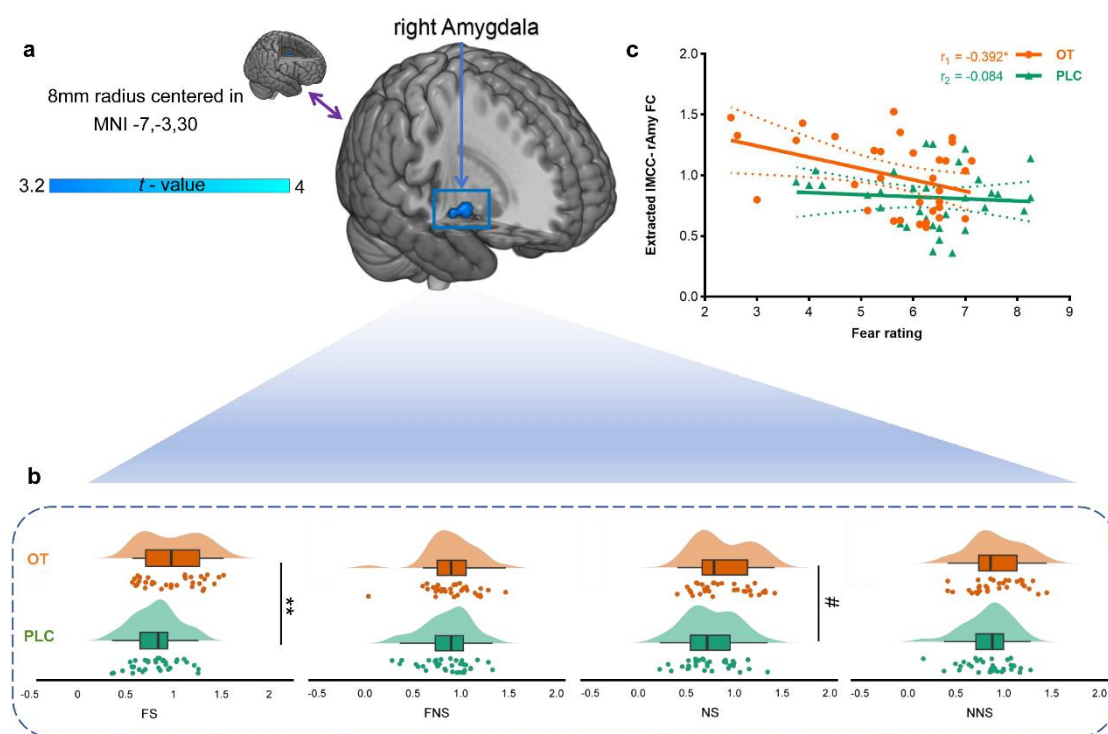 a
right Amygdala
8mm radius centered in
MNI -7,-3,30
3.2 t - value 4
c
r1 = -0.392* OT
r2 = -0.084 PLC
Extracted lMCC- rAmy FC
2.0
1.5
1.0
0.5
0.0
2 3 4 5 6 7 8 9
Fear rating
b
OT
PLC
**
#
-0.5 0 0.5 1 1.5 2
FS
-0.5 0.0 0.5 1.0 1.5 2.0
FNS
-0.5 0.0 0.5 1.0 1.5 2.0
NS
-0.5 0.0 0.5 1.0 1.5 2.0
NNS